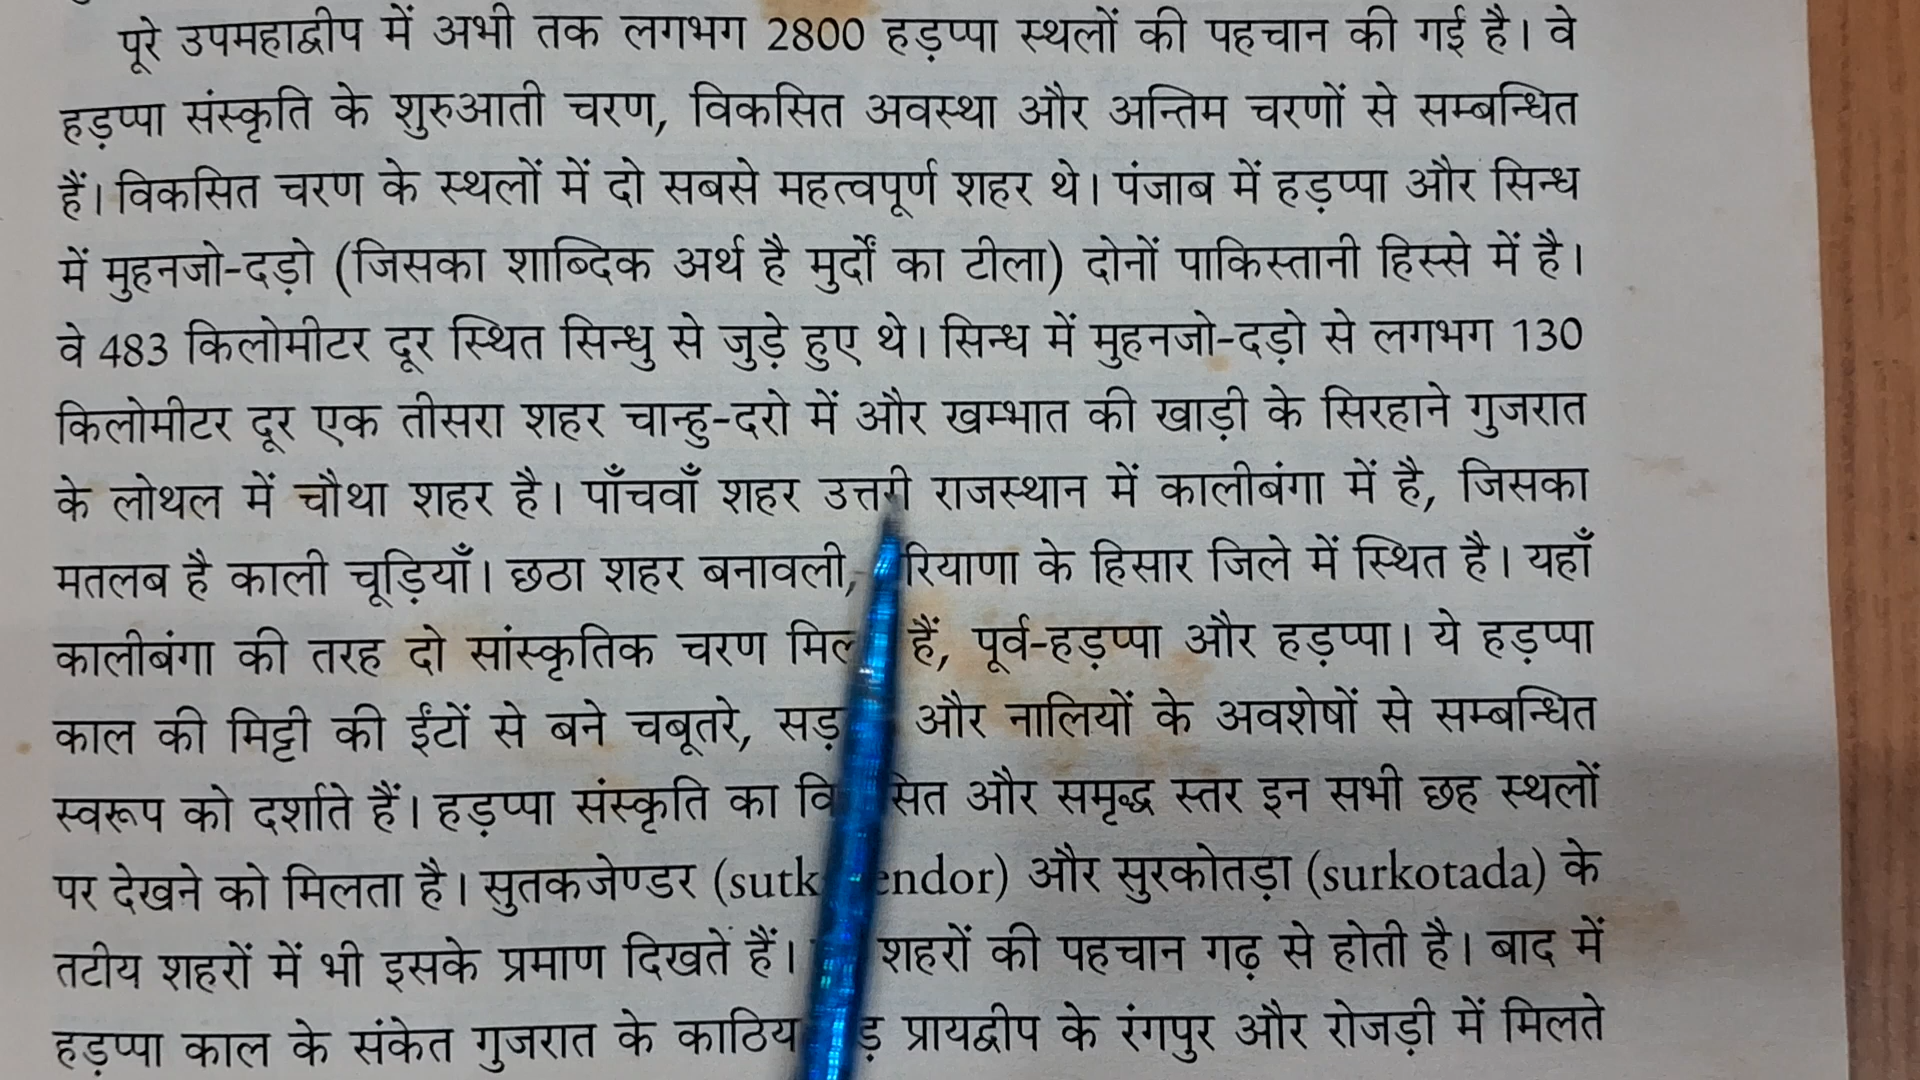 पूरे उपमहाद्वीप में अभी तक लगभग 2800 हड़प्पा स्थलों की पहचान की गई है। वे
हड़प्पा संस्कृति के शुरुआती चरण, विकसित अवस्था और अन्तिम चरणों से सम्बन्धित
हैं। विकसित चरण के स्थलों में दो सबसे महत्वपूर्ण शहर थे। पंजाब में हड़प्पा और सिन्ध
में मुहनजो-दड़ो (जिसका शाब्दिक अर्थ है मुर्दों का टीला) दोनों पाकिस्तानी हिस्से में है।
वे 483 किलोमीटर दूर स्थित सिन्धु से जुड़े हुए थे। सिन्ध में मुहनजो-दड़ो से लगभग 130
किलोमीटर दूर एक तीसरा शहर चान्हु-दरो में और खम्भात की खाड़ी के सिरहाने गुजरात
के लोथल में चौथा शहर है। पाँचवाँ शहर उत्तरी राजस्थान में कालीबंगा में है, जिसका
मतलब है काली चूड़ियाँ। छठा शहर बनावली, रियाणा के हिसार जिले में स्थित है। यहाँ
कालीबंगा की तरह दो सांस्कृतिक चरण मिल हैं, पूर्व-हड़प्पा और हड़प्पा। ये हड़प्पा
काल की मिट्टी की ईंटों से बने चबूतरे, सड़ और नालियों के अवशेषों से सम्बन्धित
स्वरूप को दर्शाते हैं। हड़प्पा संस्कृति का वि सित और समृद्ध स्तर इन सभी छह स्थलों
पर देखने को मिलता है। सुतकजेण्डर (sutk endor) और सुरकोतड़ा (surkotada) के
तटीय शहरों में भी इसके प्रमाण दिखते हैं। शहरों की पहचान गढ़ से होती है। बाद में
हड़प्पा काल के संकेत गुजरात के काठिय ड़ प्रायद्वीप के रंगपुर और रोजड़ी में मिलते